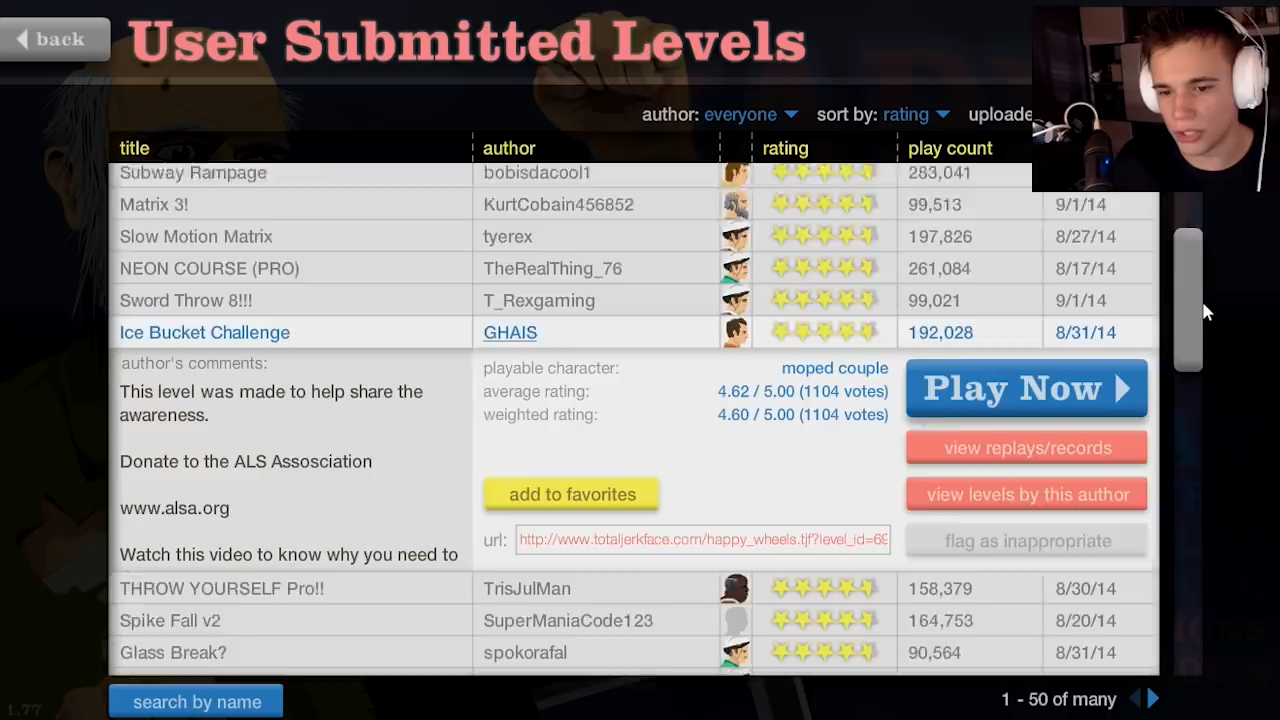 back
User Submitted Levels
author: everyone sort by: rating uploade
title author rating play count
Subway Rampage bobisdacool1 283,041
Matrix 3! KurtCobain456852 99,513 9/1/14
Slow Motion Matrix tyerex 197,826 8/27/14
NEON COURSE (PRO) TheRealThing_76 261,084 8/17/14
Sword Throw 8!!! T_Rexgaming 99,021 9/1/14
Ice Bucket Challenge GHAIS 192,028 8/31/14
author's comments:
This level was made to help share the
awareness.
Donate to the ALS Assosciation
www.alsa.org
Watch this video to know why you need to
playable character: moped couple
average rating: 4.62 / 5.00 (1104 votes)
weighted rating: 4.60 / 5.00 (1104 votes)
add to favorites
url: http://www.totaljerkface.com/happy_wheels.tjf?level_id=69
Play Now
view replays/records
view levels by this author
flag as inappropriate
THROW YOURSELF Pro!! TrisJulMan 158,379 8/30/14
Spike Fall v2 SuperManiaCode123 164,753 8/20/14
Glass Break? spokorafal 90,564 8/31/14
search by name
1 - 50 of many
1.77